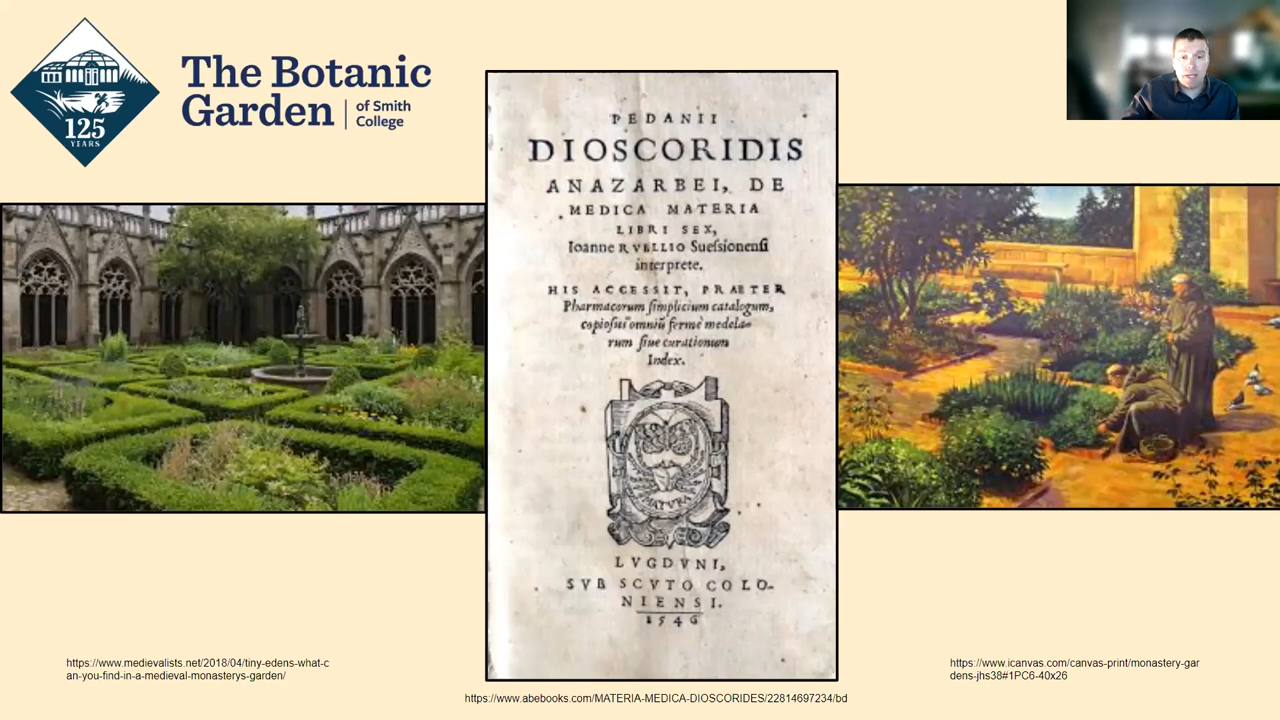 The Botanic
Garden
of Smith
College
125
YEARS
PEDANII
DIOSCORIDIS
ANAZARBEI, DE
MEDICA MATERIA
LIBRI SEX,
Ioanne RVELLIO Sueſsionenſi
interprete.
HIS ACCESSIT, PRAETER
Pharmacorum ſimplicium catalogum,
copioſus omniū fermè medela-
rum ſiue curationum
Index.
NATVRA
LVGDVNI,
SVB SCVTO COLO-
NIENSI.
1546
https://www.medievalists.net/2018/04/tiny-edens-what-c
an-you-find-in-a-medieval-monasterys-garden/
https://www.abebooks.com/MATERIA-MEDICA-DIOSCORIDES/22814697234/bd
https://www.icanvas.com/canvas-print/monastery-gar
dens-jhs38#1PC6-40x26